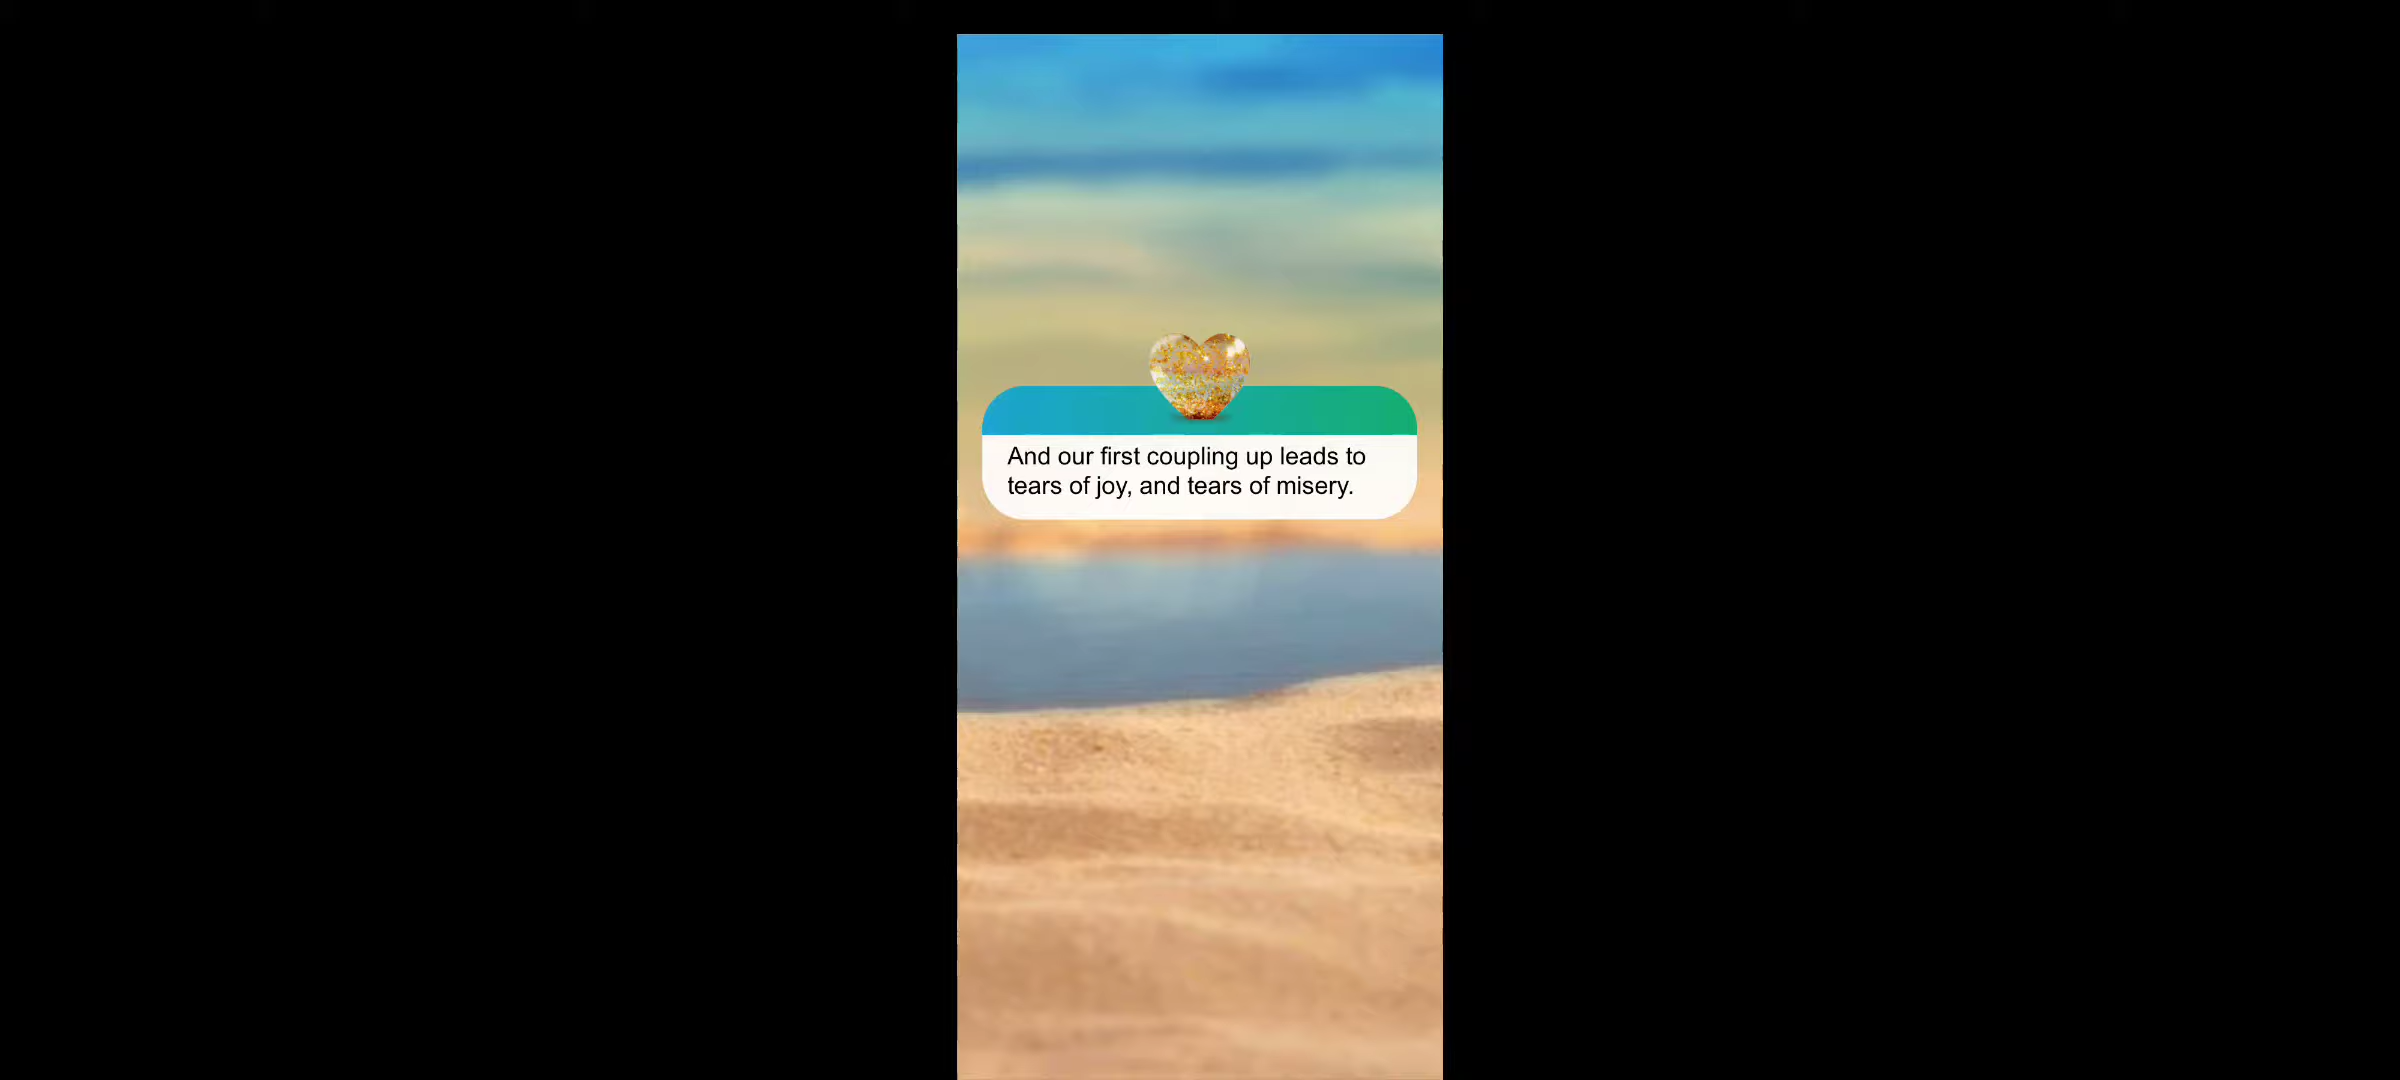 And our first coupling up leads to
tears of joy, and tears of misery.